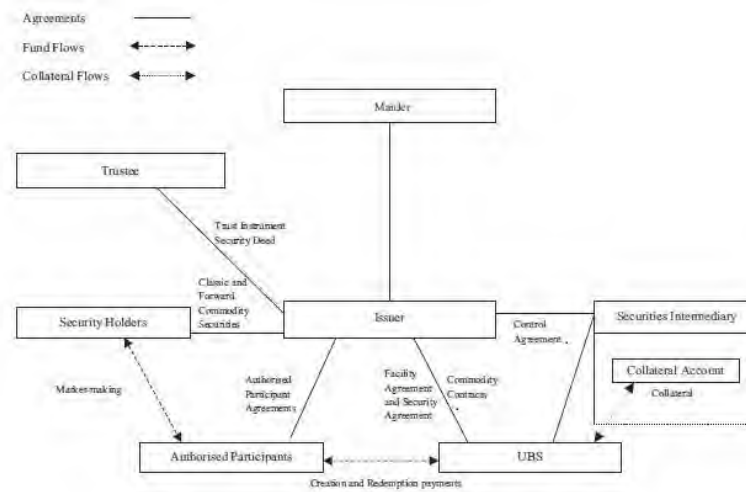 Agreements
Fund Flows
Collateral Flows
Trustee
Trust Instrument
Security Deed
Classic and
Forward
Commodity
Securities
Security Holders
Issuer
Securities Intermediary
Control
Agreement
Collateral Account
Collateral
Market-making
Authorised
Participant
Agreements
Facility
Agreement
and Security
Agreement
Commodity
Contracts
Authorised Participants
UBS
Creation and Redemption payments